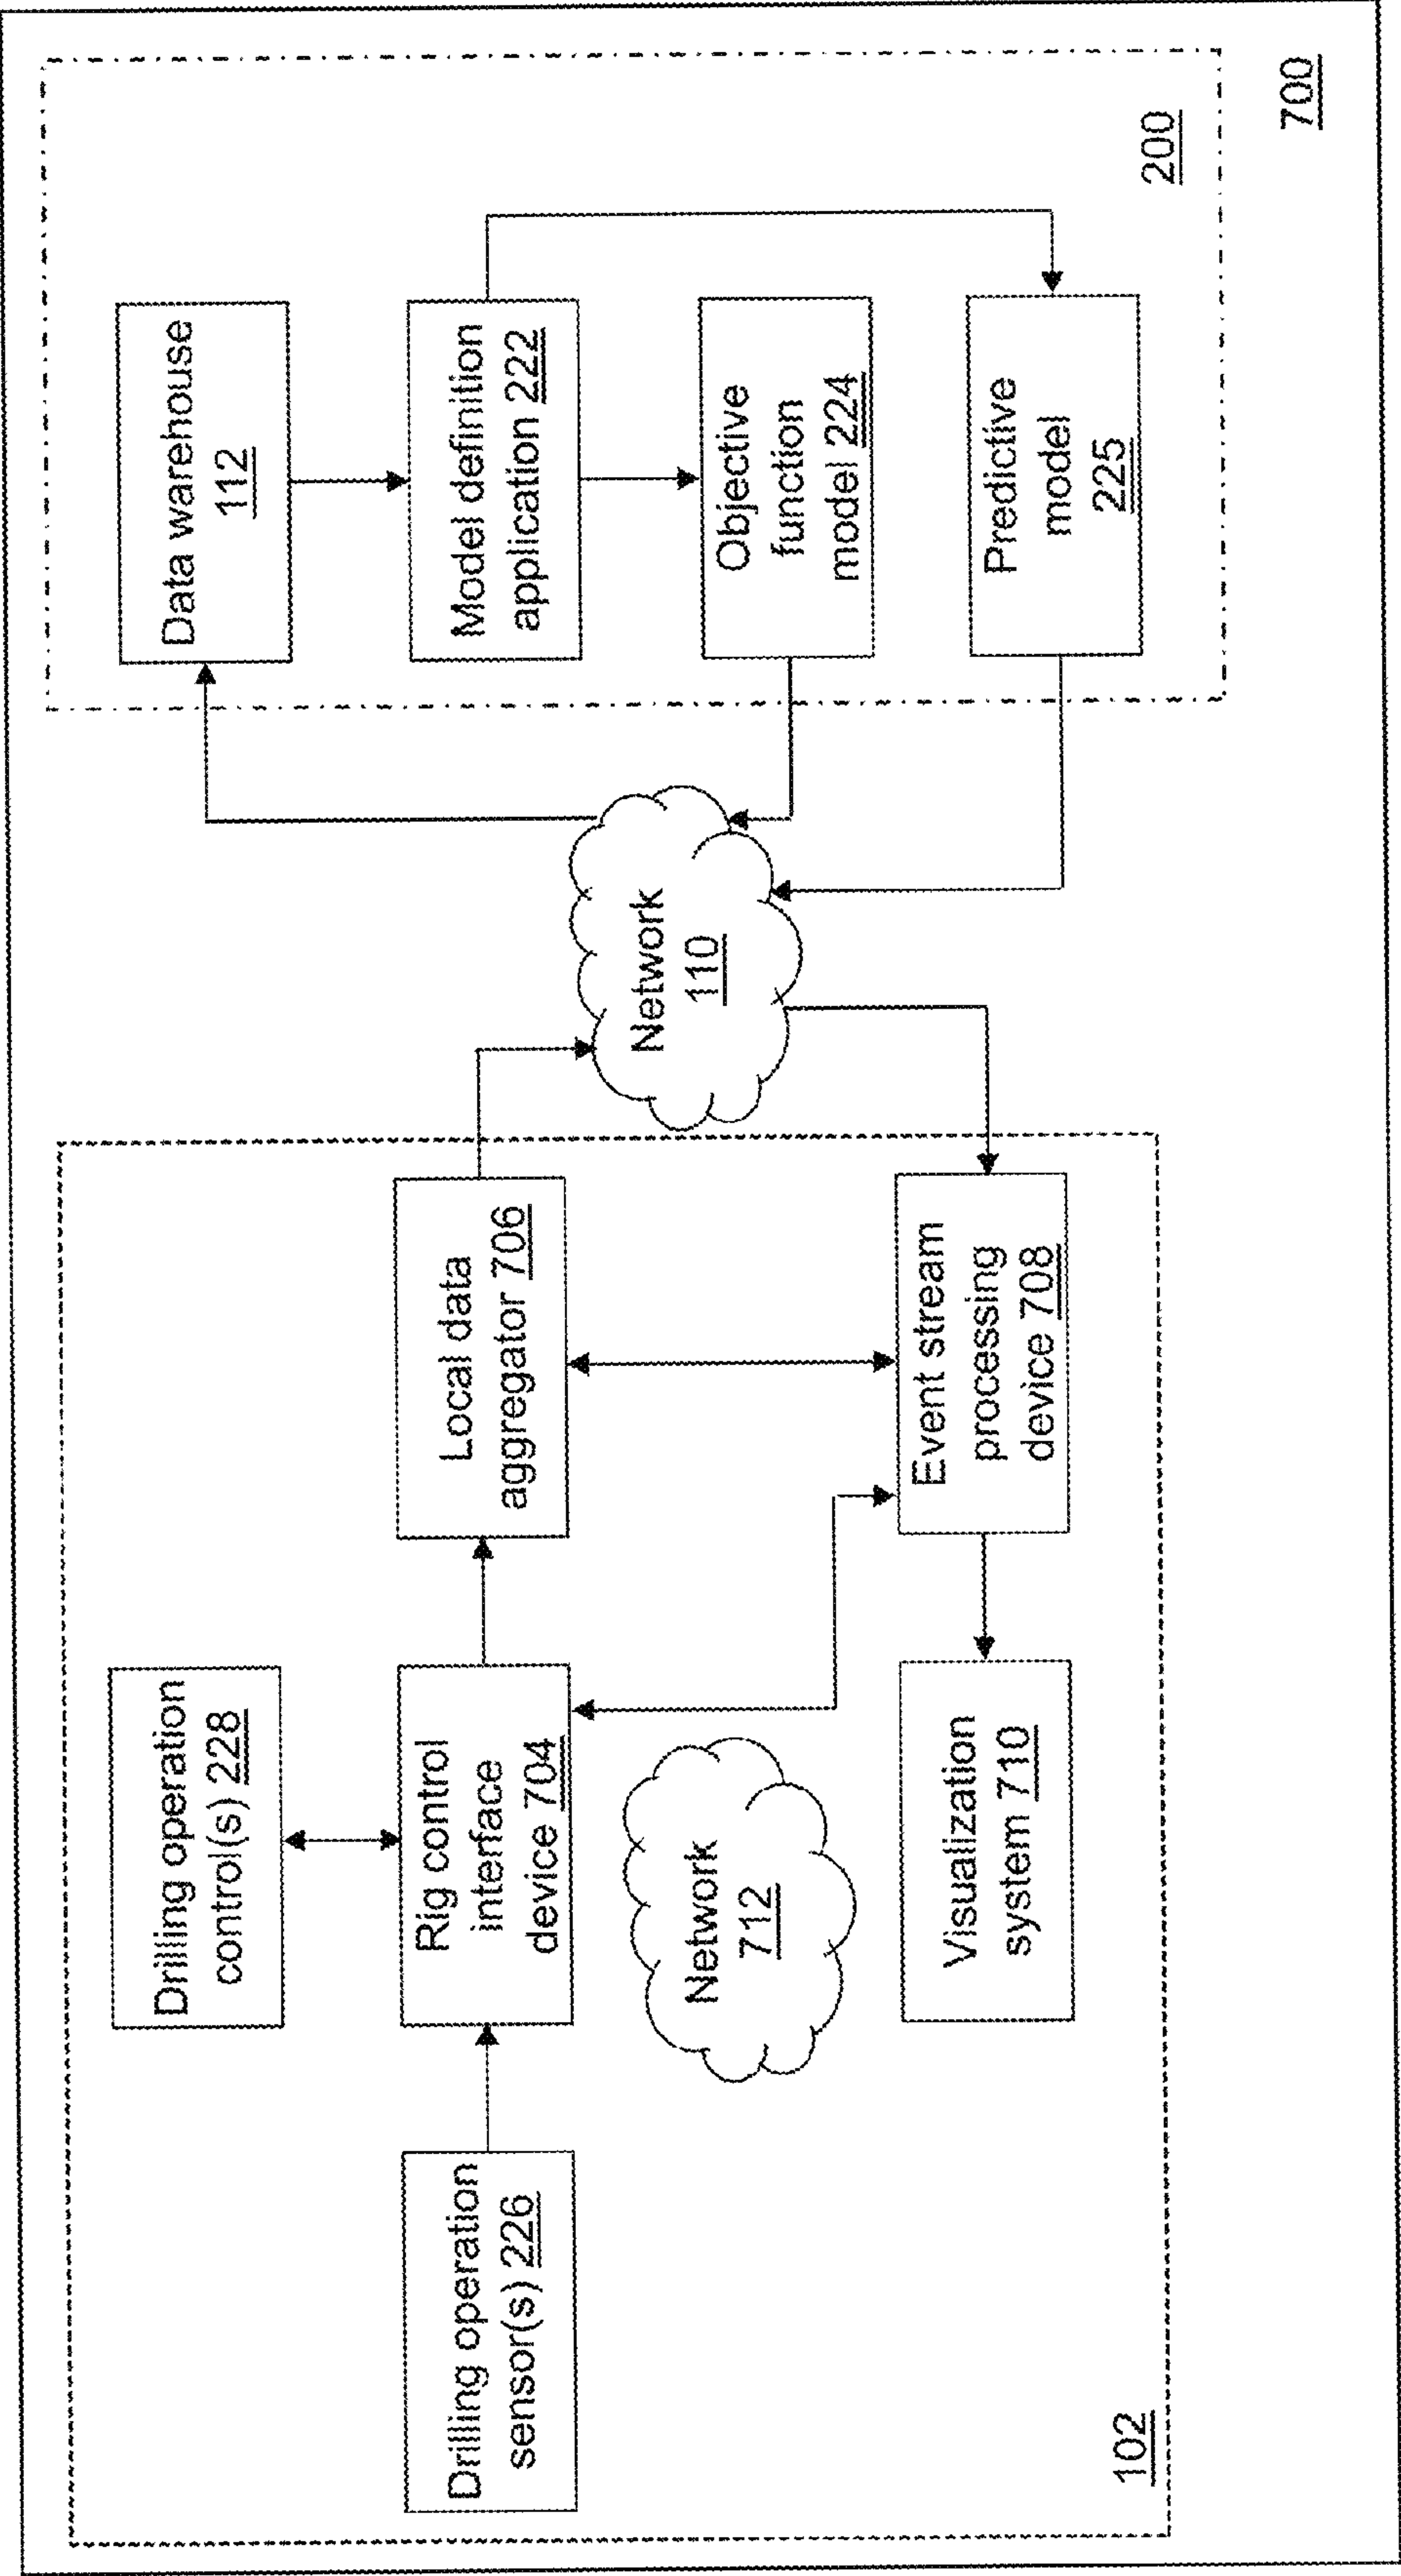 Drilling operation
sensor(s) 226
Drilling operation
control(s) 228
Rig control
interface
device 704
Network
712
Visualization
system 710
Local data
aggregator 706
Event stream
processing
device 708
102
Network
110
Data warehouse
112
Model definition
application 222
Objective
function
model 224
Predictive
model
225
200
700